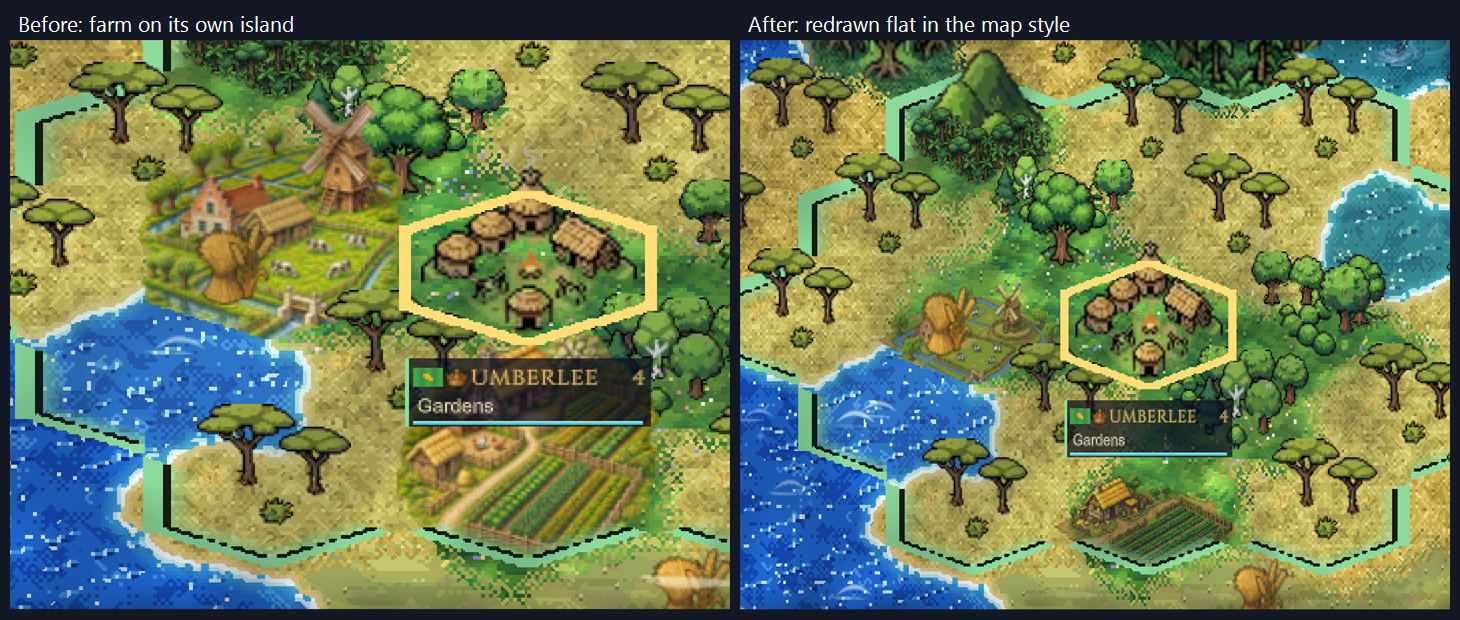 Before: farm on its own island
After: redrawn flat in the map style
UMBERLEE 4
Gardens
UMBERLEE 4
Gardens